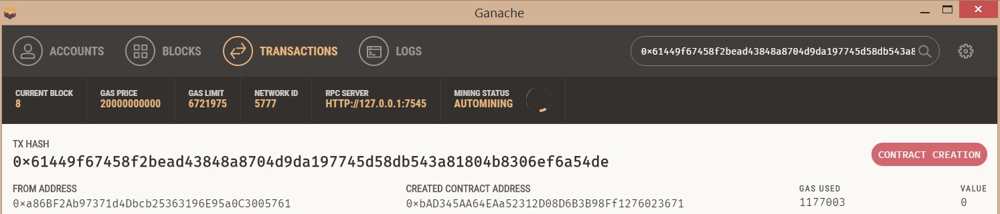 Ganache
ACCOUNTS BLOCKS TRANSACTIONS LOGS 0×61449f67458f2bead43848a8704d9da197745d58db543a8
CURRENT BLOCK GAS PRICE GAS LIMIT NETWORK ID RPC SERVER MINING STATUS
8 20000000000 6721975 5777 HTTP://127.0.0.1:7545 AUTOMINING
TX HASH
0×61449f67458f2bead43848a8704d9da197745d58db543a81804b8306ef6a54de
CONTRACT CREATION
FROM ADDRESS CREATED CONTRACT ADDRESS GAS USED VALUE
0×a86BF2Ab97371d4Dbcb25363196E95a0C3005761 0×bAD345AA64EAa52312D08D6B3B98Ff1276023671 1177003 0